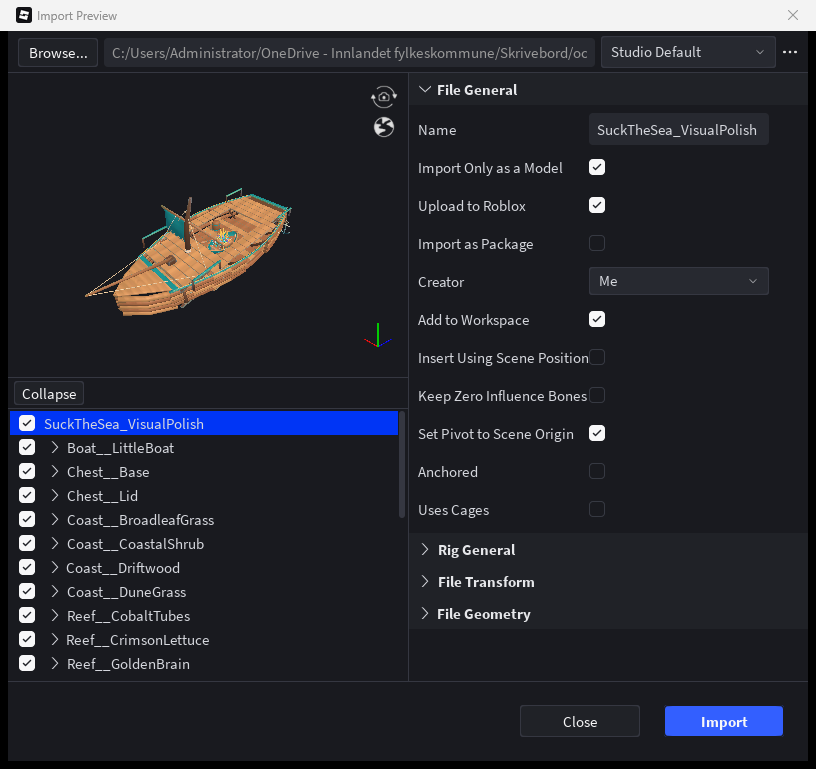 Import Preview
Browse...
C:/Users/Administrator/OneDrive - Innlandet fylkeskommune/Skrivebord/oc
Studio Default
File General
Name
SuckTheSea_VisualPolish
Import Only as a Model
Upload to Roblox
Import as Package
Creator
Me
Add to Workspace
Insert Using Scene Position
Keep Zero Influence Bones
Set Pivot to Scene Origin
Anchored
Uses Cages
Rig General
File Transform
File Geometry
Collapse
SuckTheSea_VisualPolish
Boat__LittleBoat
Chest__Base
Chest__Lid
Coast__BroadleafGrass
Coast__CoastalShrub
Coast__Driftwood
Coast__DuneGrass
Reef__CobaltTubes
Reef__CrimsonLettuce
Reef__GoldenBrain
Close
Import